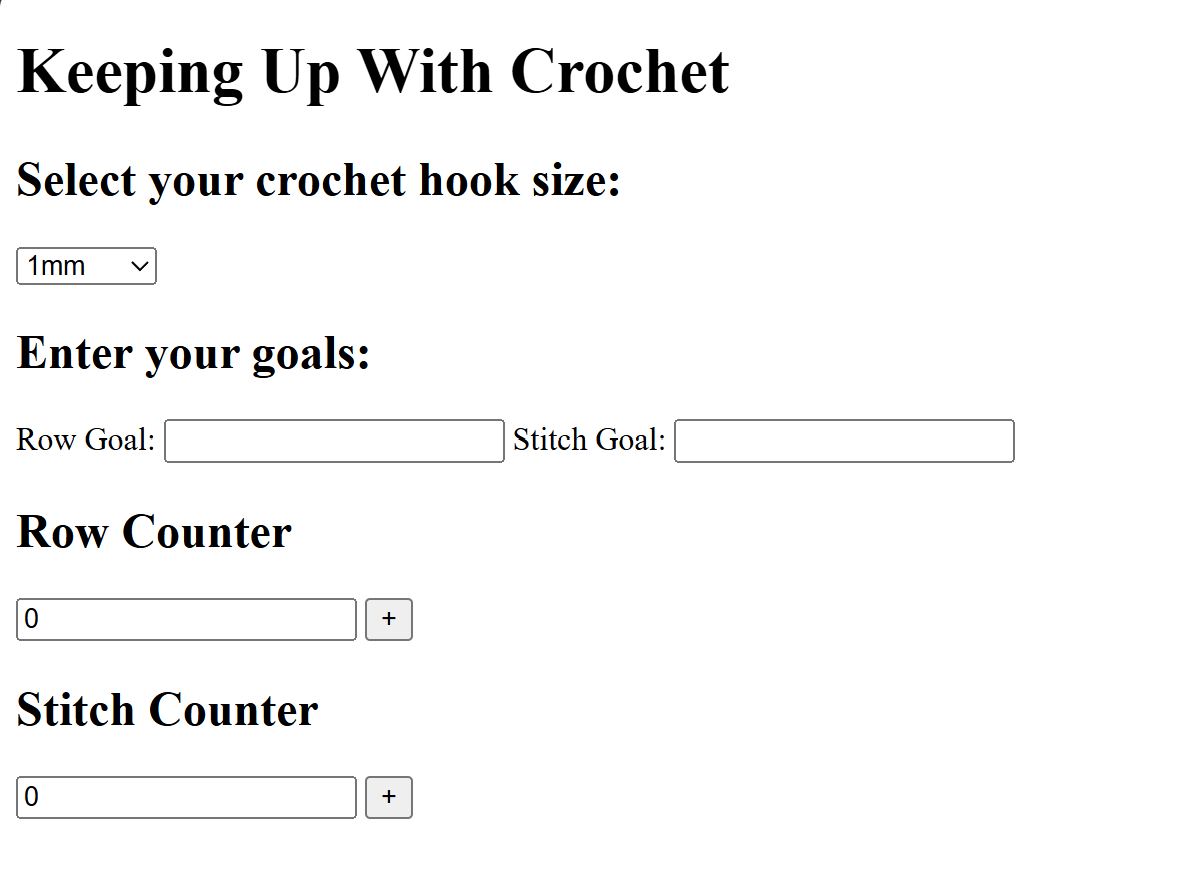 Keeping Up With Crochet
Select your crochet hook size:
1mm
Enter your goals:
Row Goal: Stitch Goal:
Row Counter
0 +
Stitch Counter
0 +